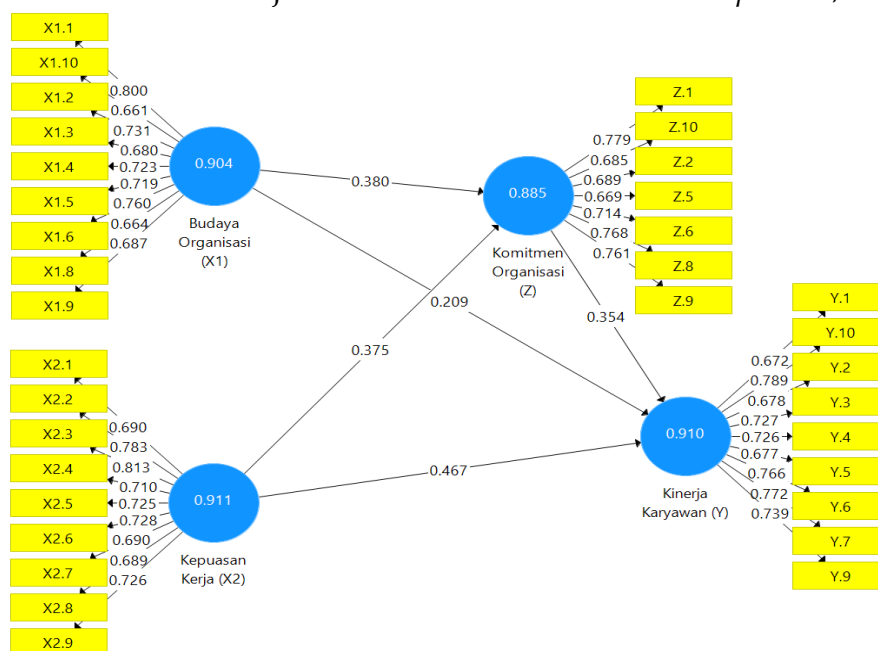 X1.1
X1.10
X1.2
X1.3
X1.4
X1.5
X1.6
X1.8
X1.9
0.800
0.661
0.731
0.680
0.723
0.719
0.760
0.664
0.687
0.904
Budaya
Organisasi
(X1)
0.380
0.209
0.375
0.467
0.354
Z.1
Z.10
Z.2
Z.5
Z.6
Z.8
Z.9
0.779
0.685
0.689
0.669
0.714
0.768
0.761
0.885
Komitmen
Organisasi
(Z)
X2.1
X2.2
X2.3
X2.4
X2.5
X2.6
X2.7
X2.8
X2.9
0.690
0.783
0.813
0.710
0.725
0.728
0.690
0.689
0.726
0.911
Kepuasan
Kerja (X2)
Y.1
Y.10
Y.2
Y.3
Y.4
Y.5
Y.6
Y.7
Y.9
0.672
0.789
0.678
0.727
0.726
0.677
0.766
0.772
0.739
0.910
Kinerja
Karyawan (Y)